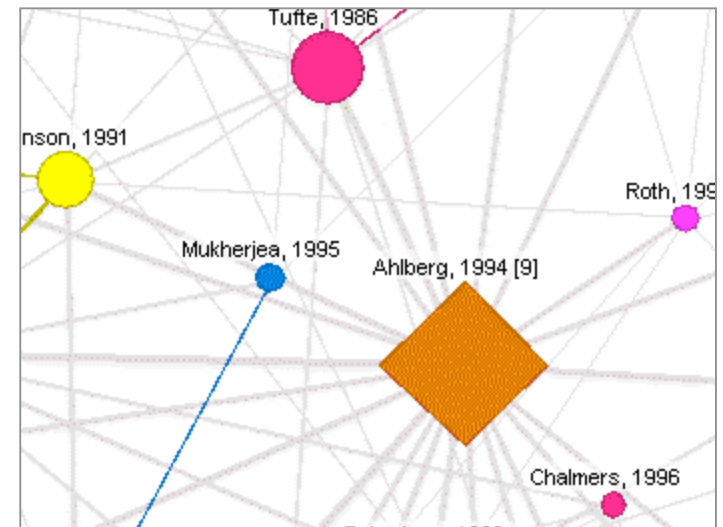 Tufte, 1986
nson, 1991
Roth, 199
Mukherjea, 1995
Ahlberg, 1994 [9]
Chalmers, 1996